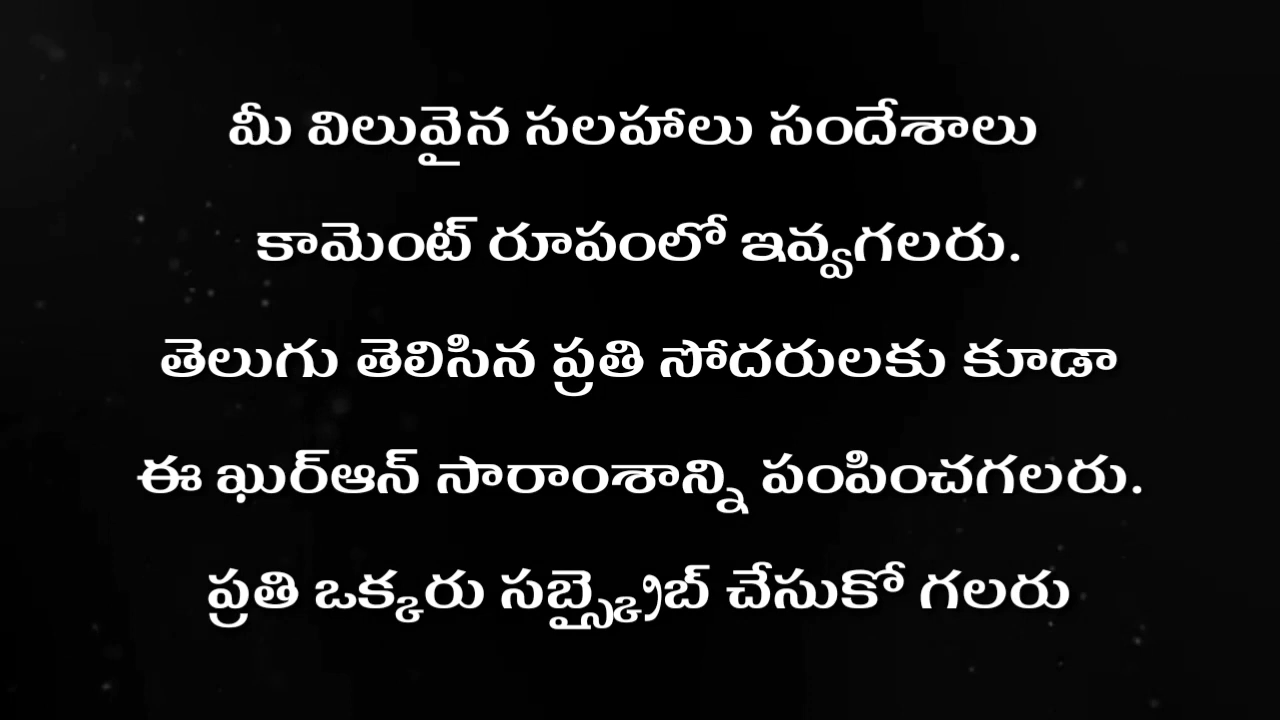 మీ విలువైన సలహాలు సందేశాలు
కామెంట్ రూపంలో ఇవ్వగలరు.
తెలుగు తెలిసిన ప్రతి సోదరులకు కూడా
ఈ ఖుర్ఆన్ సారాంశాన్ని పంపించగలరు.
ప్రతి ఒక్కరు సబ్స్క్రైబ్ చేసుకో గలరు